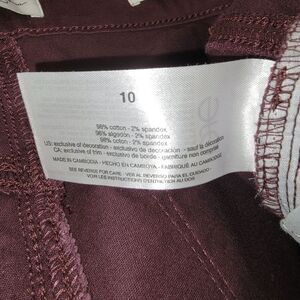 10
98% cotton - 2% spandex
98% algodón - 2% spandex
98% coton - 2% spandex
US: exclusive of decoration - exclusivo de decoración - sauf la décoration
CA: exclusive of trim - exclusivo de borde - garniture non comprise
MADE IN CAMBODIA - HECHO EN CAMBOYA - FABRIQUÉ AU CAMBODGE
SEE REVERSE FOR CARE - VER AL REVERSO PARA EL CUIDADO -
VOIR LES INSTRUCTIONS D'ENTRETIEN AU DOS